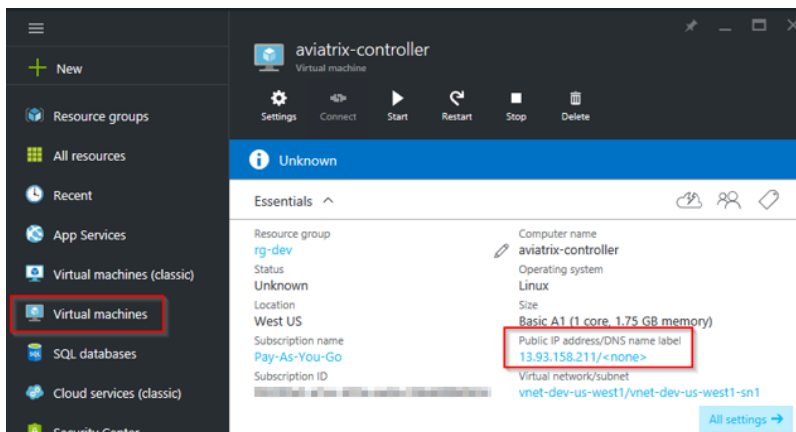 aviatrix-controller
Virtual machine
New
Settings Connect Start Restart Stop Delete
Resource groups
All resources
Recent
App Services
Virtual machines (classic)
Virtual machines
SQL databases
Cloud services (classic)
Security Center
Unknown
Essentials
Resource group
rg-dev
Status
Unknown
Location
West US
Subscription name
Pay-As-You-Go
Subscription ID
Computer name
aviatrix-controller
Operating system
Linux
Size
Basic A1 (1 core, 1.75 GB memory)
Public IP address/DNS name label
13.93.158.211/<none>
Virtual network/subnet
vnet-dev-us-west1/vnet-dev-us-west1-sn1
All settings →